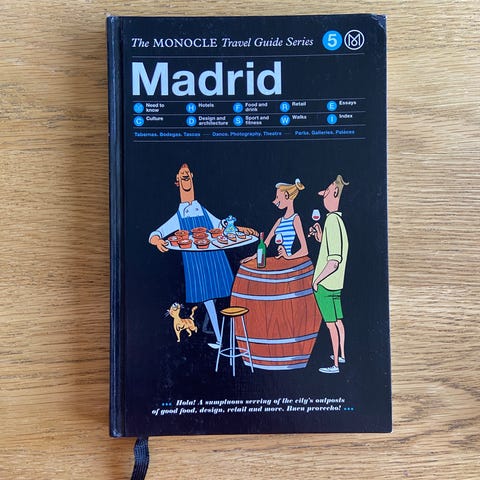 The MONOCLE Travel Guide Series 5 M
Madrid
N Need to know H Hotels F Food and drink R Retail E Essays
C Culture D Design and architecture S Sport and fitness W Walks I Index
Tabernas, Bodegas, Tascas — Dance, Photography, Theatre — Parks, Galleries, Palaces
••• Hola! A sumptuous serving of the city's outposts
of good food, design, retail and more. Buen provecho! •••